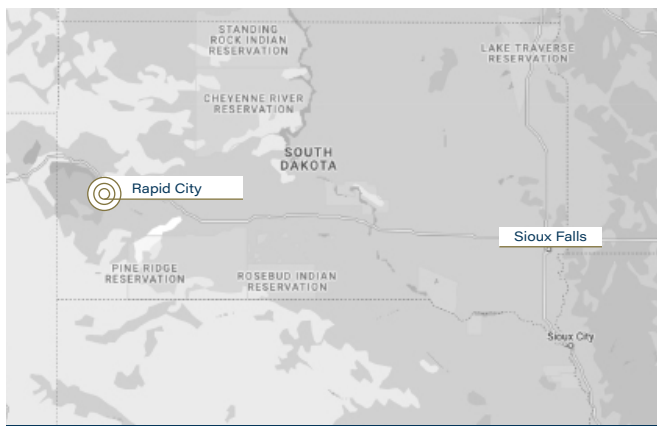 STANDING
ROCK INDIAN
RESERVATION
LAKE TRAVERSE
RESERVATION
CHEYENNE RIVER
RESERVATION
SOUTH
DAKOTA
Rapid City
Sioux Falls
PINE RIDGE
RESERVATION
ROSEBUD INDIAN
RESERVATION
Sioux City